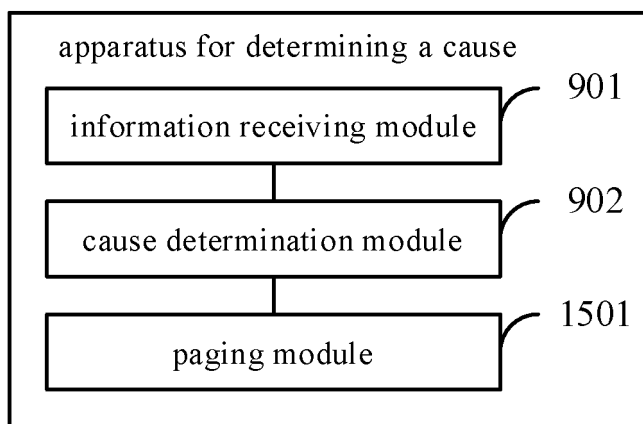 apparatus for determining a cause
901
information receiving module
902
cause determination module
1501
paging module